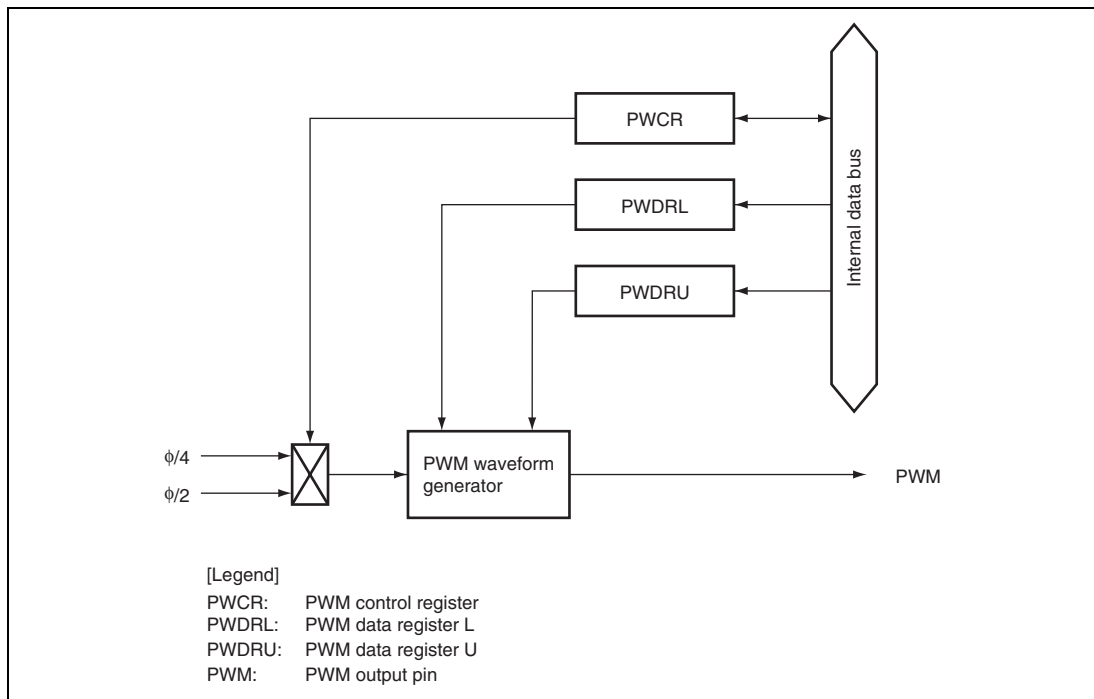 PWCR
PWDRL
PWDRU
Internal data bus
ϕ/4
ϕ/2
PWM waveform
generator
PWM
[Legend]
PWCR: PWM control register
PWDRL: PWM data register L
PWDRU: PWM data register U
PWM: PWM output pin